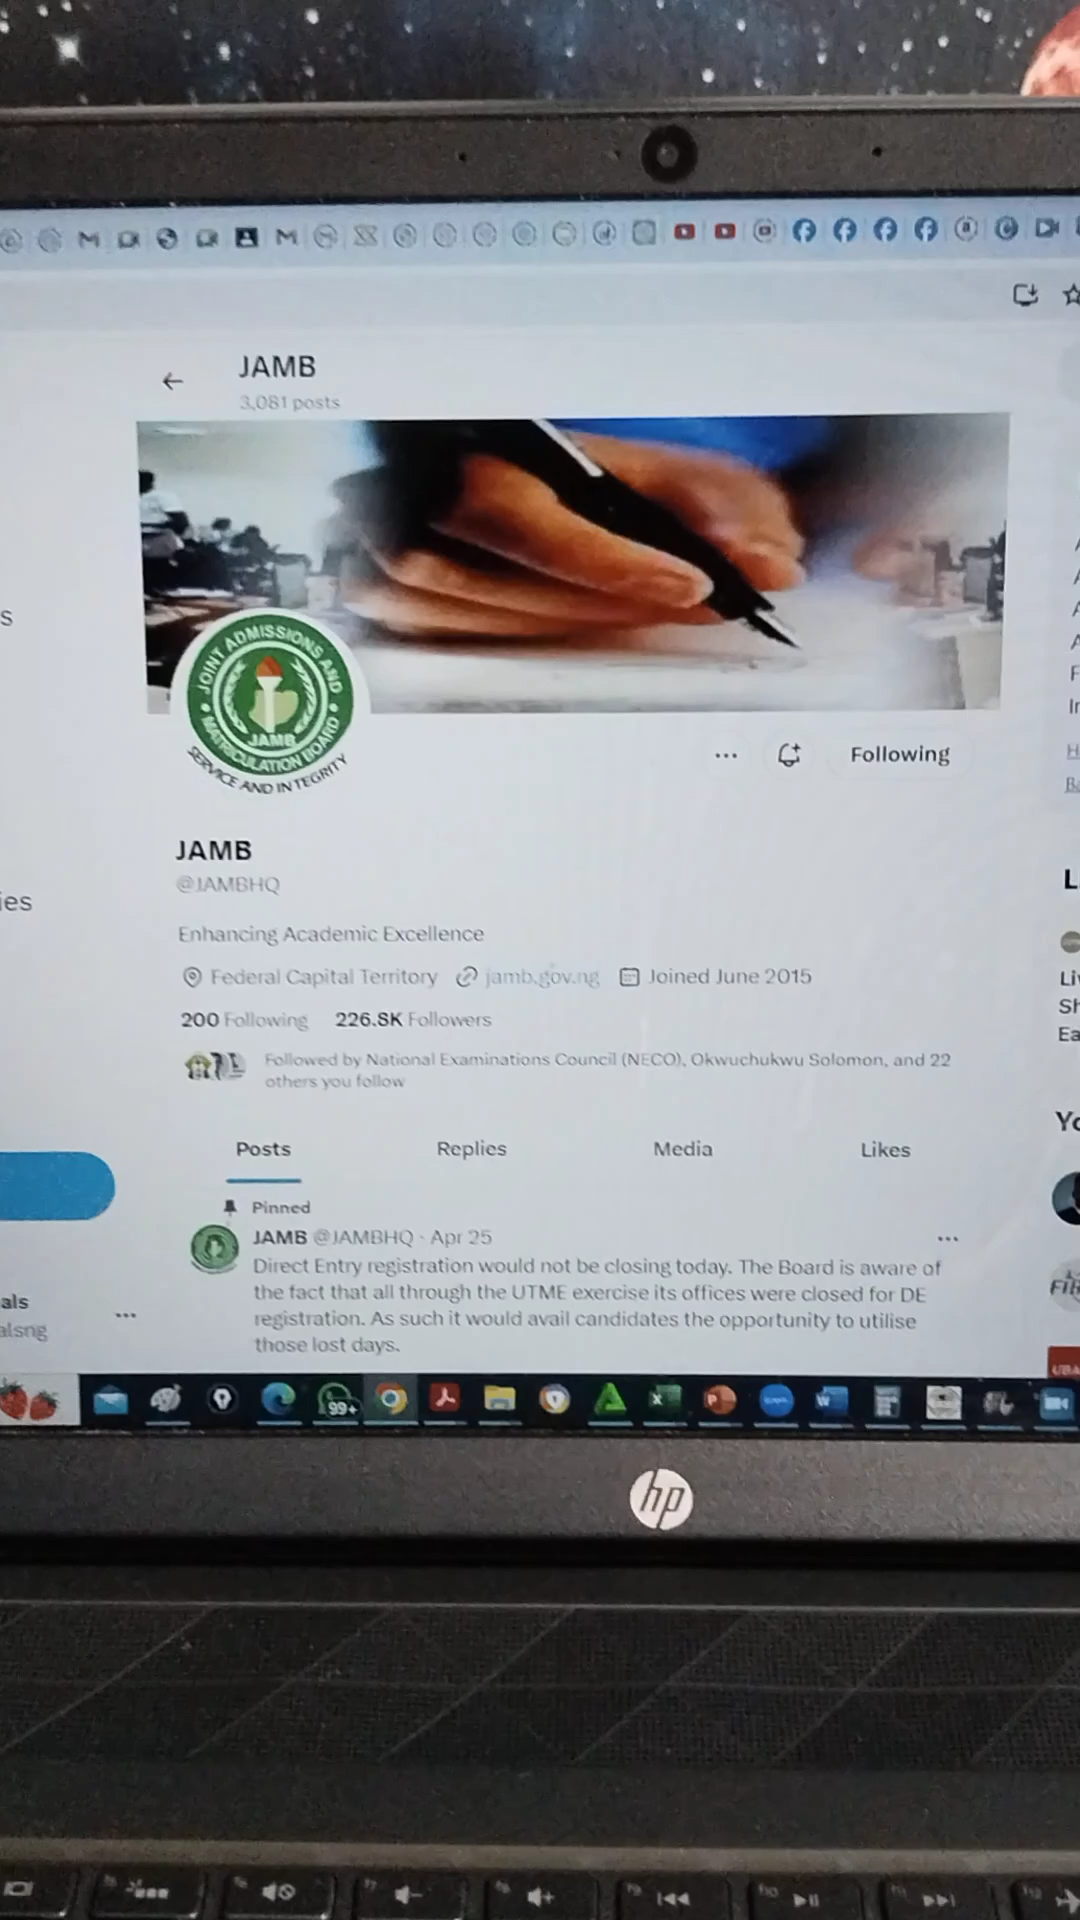 JAMB
3,081 posts
JOINT ADMISSIONS AND
MATRICULATION BOARD
JAMB
SERVICE AND INTEGRITY
Following
JAMB
@JAMBHQ
Enhancing Academic Excellence
Federal Capital Territory jamb.gov.ng Joined June 2015
200 Following 226.8K Followers
Followed by National Examinations Council (NECO), Okwuchukwu Solomon, and 22
others you follow
Posts Replies Media Likes
Pinned
JAMB @JAMBHQ · Apr 25
Direct Entry registration would not be closing today. The Board is aware of
the fact that all through the UTME exercise its offices were closed for DE
registration. As such it would avail candidates the opportunity to utilise
those lost days.
99+
hp